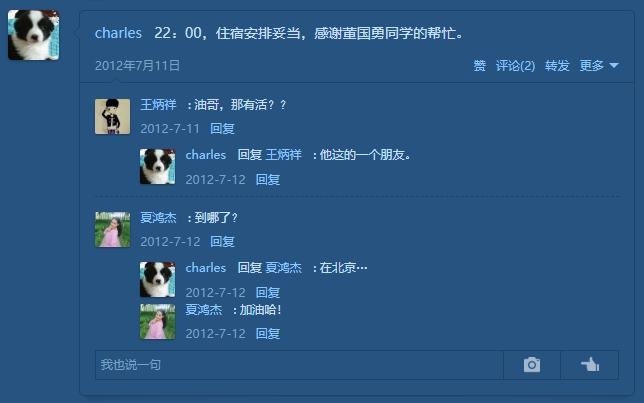 charles 22：00，住宿安排妥当，感谢董国勇同学的帮忙。
2012年7月11日 赞 评论(2) 转发 更多
王炳祥 : 油哥，那有活？？
2012-7-11 回复
charles 回复 王炳祥 : 他这的一个朋友。
2012-7-12 回复
夏鸿杰 : 到哪了?
2012-7-12 回复
charles 回复 夏鸿杰 : 在北京…
2012-7-12 回复
夏鸿杰 : 加油哈!
2012-7-12 回复
我也说一句